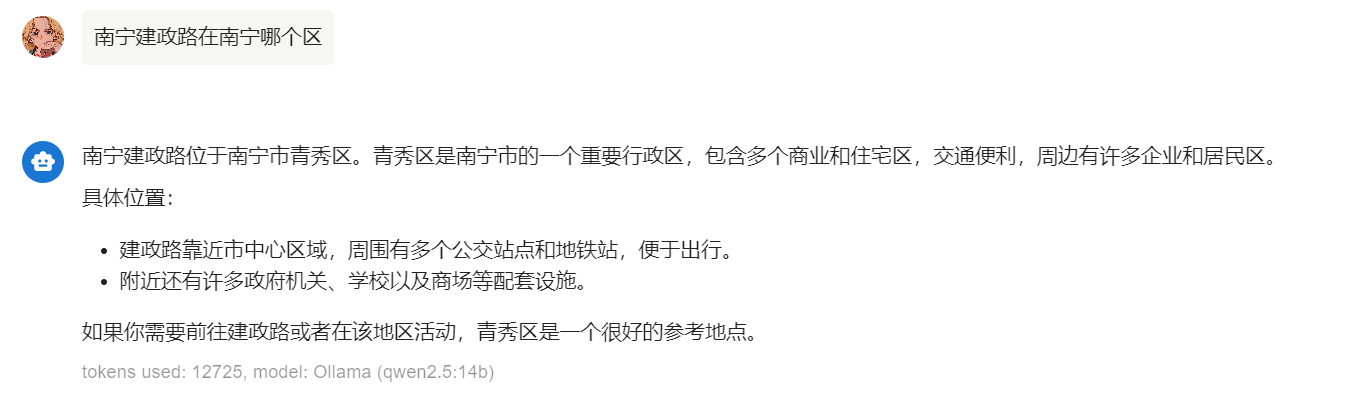 南宁建政路在南宁哪个区
南宁建政路位于南宁市青秀区。青秀区是南宁市的一个重要行政区，包含多个商业和住宅区，交通便利，周边有许多企业和居民区。
具体位置：
• 建政路靠近市中心区域，周围有多个公交站点和地铁站，便于出行。
• 附近还有许多政府机关、学校以及商场等配套设施。
如果你需要前往建政路或者在该地区活动，青秀区是一个很好的参考地点。
tokens used: 12725, model: Ollama (qwen2.5:14b)